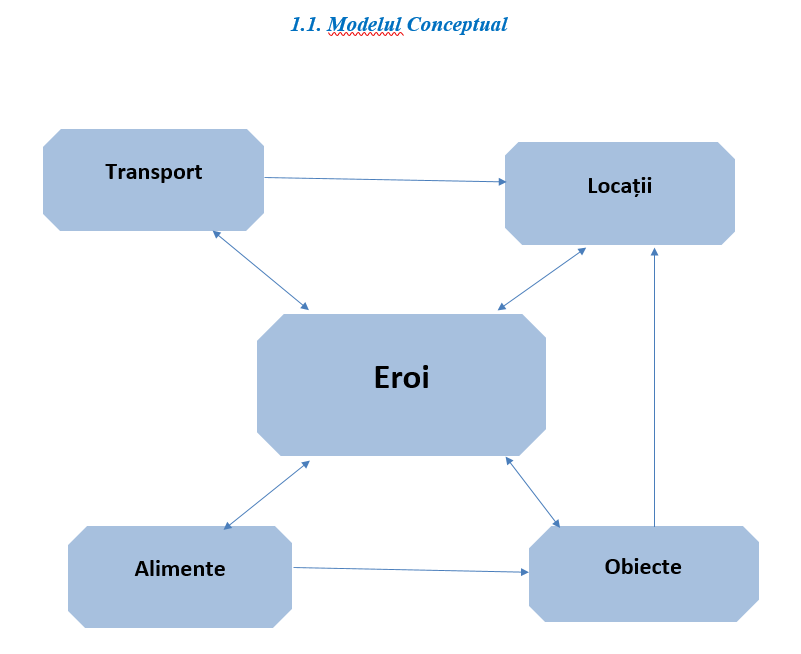 1.1. Modelul Conceptual
Transport
Locații
Eroi
Alimente
Obiecte